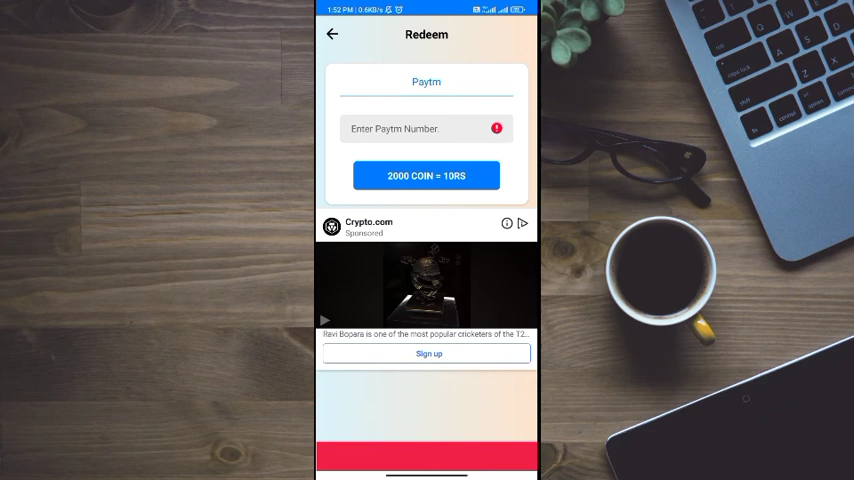 1:52 PM | 0.6KB/s
Redeem
Paytm
Enter Paytm Number.
2000 COIN = 10RS
Crypto.com
Sponsored
Ravi Bopara is one of the most popular cricketers of the T2...
Sign up